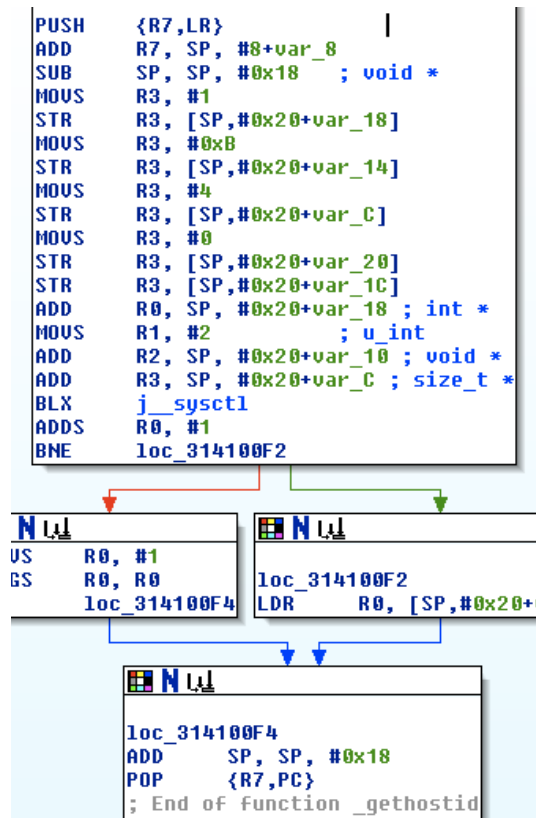 PUSH {R7,LR}
ADD R7, SP, #8+var_8
SUB SP, SP, #0x18 ; void *
MOVS R3, #1
STR R3, [SP,#0x20+var_18]
MOVS R3, #0xB
STR R3, [SP,#0x20+var_14]
MOVS R3, #4
STR R3, [SP,#0x20+var_C]
MOVS R3, #0
STR R3, [SP,#0x20+var_20]
STR R3, [SP,#0x20+var_1C]
ADD R0, SP, #0x20+var_18 ; int *
MOVS R1, #2 ; u_int
ADD R2, SP, #0x20+var_10 ; void *
ADD R3, SP, #0x20+var_C ; size_t *
BLX j__sysctl
ADDS R0, #1
BNE loc_314100F2
N
VS R0, #1
GS R0, R0
loc_314100F4
N
loc_314100F2
LDR R0, [SP,#0x20+
N
loc_314100F4
ADD SP, SP, #0x18
POP {R7,PC}
; End of function _gethostid